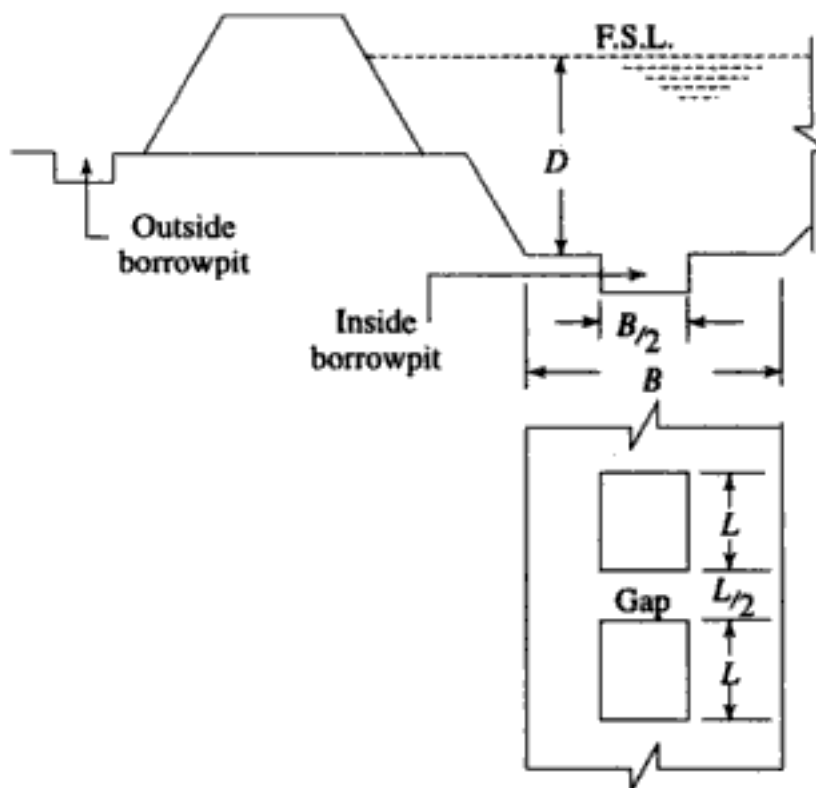 F.S.L.
D
Outside
borrowpit
Inside
borrowpit
B/2
B
L
Gap
L/2
L